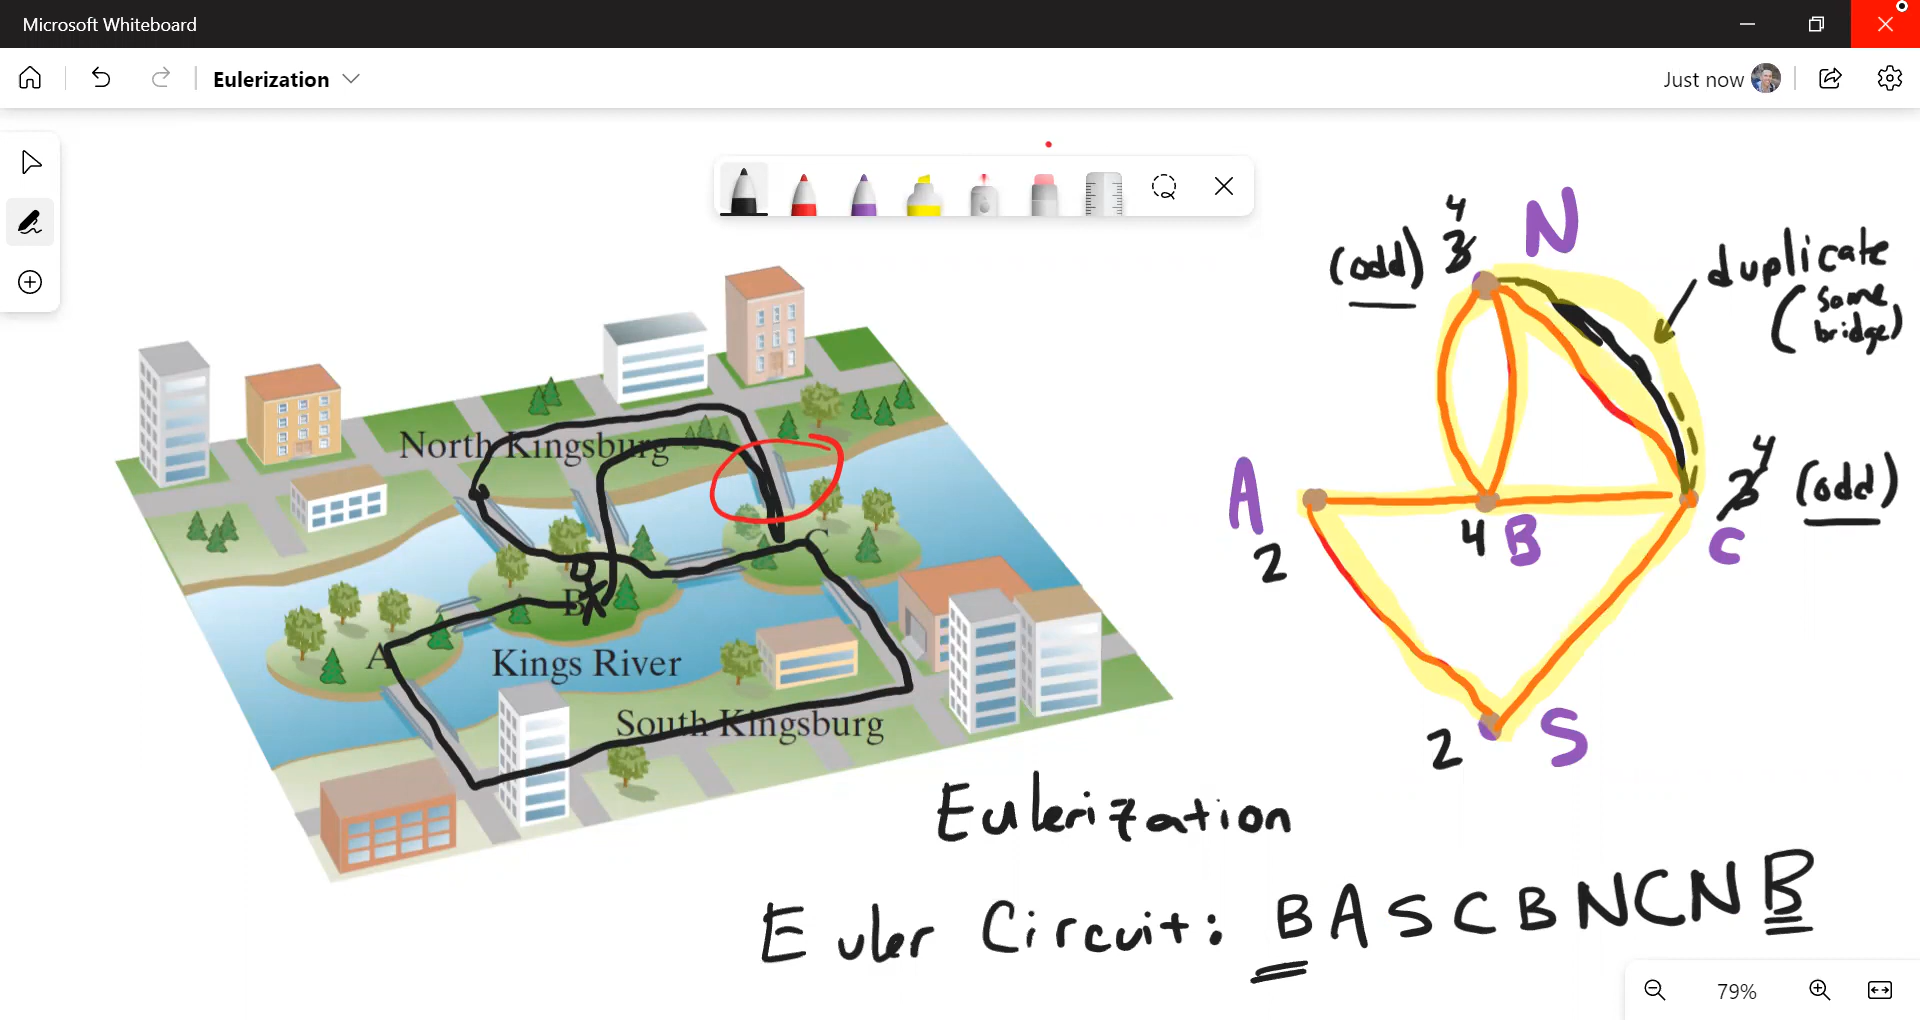 Microsoft Whiteboard
Eulerization
Just now
4
(odd) 3 N
duplicate
(same
bridge)
North Kingsburg
4
A
3 (odd)
C
4 B
C
2
B
A
Kings River
South Kingsburg
2 S
Eulerization
Euler Circuit: B A S C B N C N B
79%